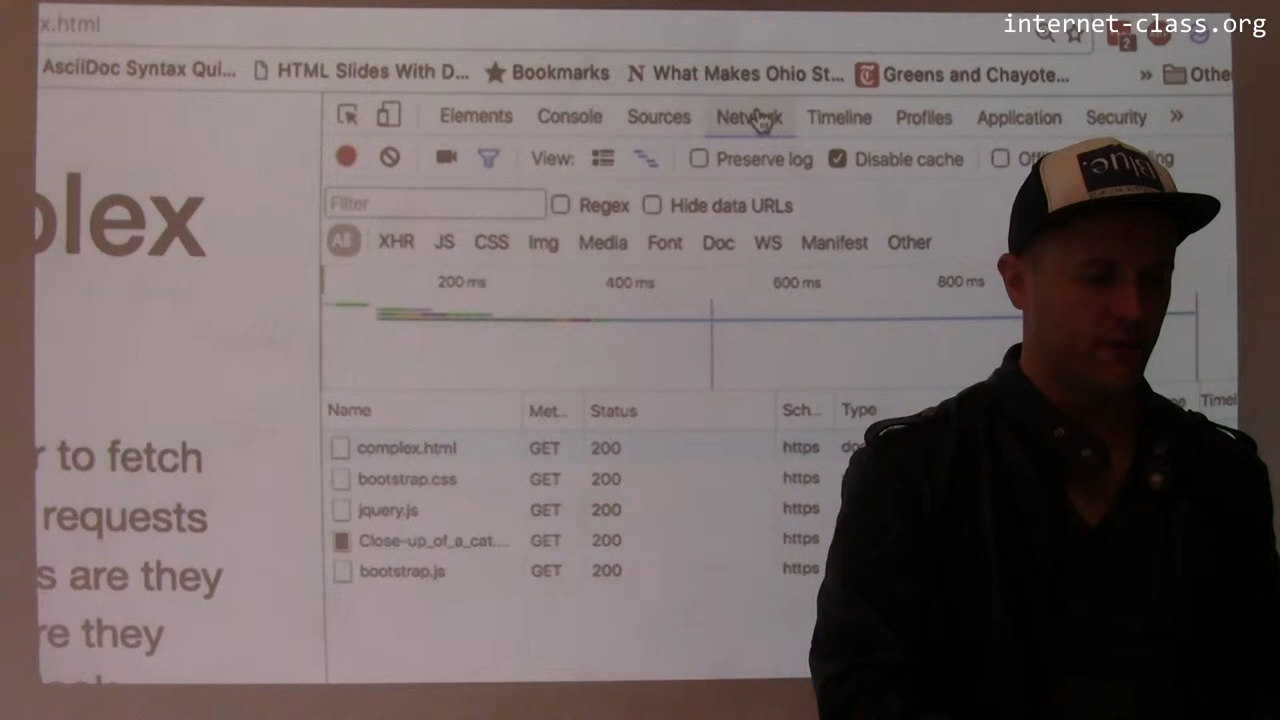 internet-class.org
x.html
2
AsciiDoc Syntax Qui... HTML Slides With D... Bookmarks N What Makes Ohio St... Greens and Chayote... » Othe
Elements Console Sources Network Timeline Profiles Application Security »
View: Preserve log Disable cache
Blue.
Filter Regex Hide data URLs
All XHR JS CSS Img Media Font Doc WS Manifest Other
plex
200 ms 400 ms 600 ms 800 ms
Name Met... Status Sch... Type Timel
r to fetch
requests
s are they
re they
complex.html GET 200 https
bootstrap.css GET 200 https
jquery.js GET 200 https
Close-up_of_a_cat.... GET 200 https
bootstrap.js GET 200 https